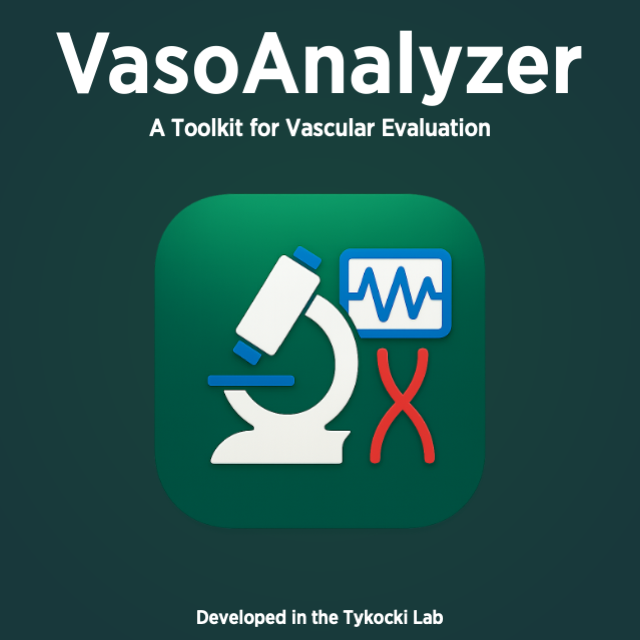 VasoAnalyzer
A Toolkit for Vascular Evaluation
Developed in the Tykocki Lab